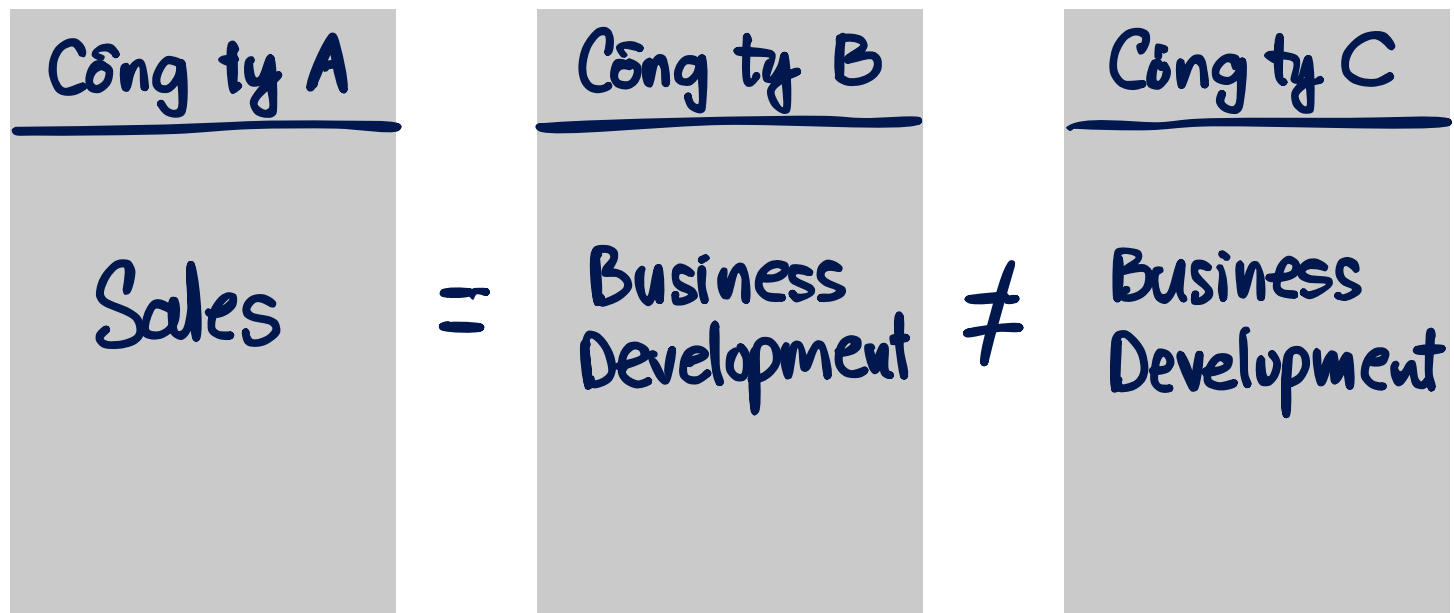 Công ty A
Công ty B
Công ty C
Sales
=
Business
Development
≠
Business
Development